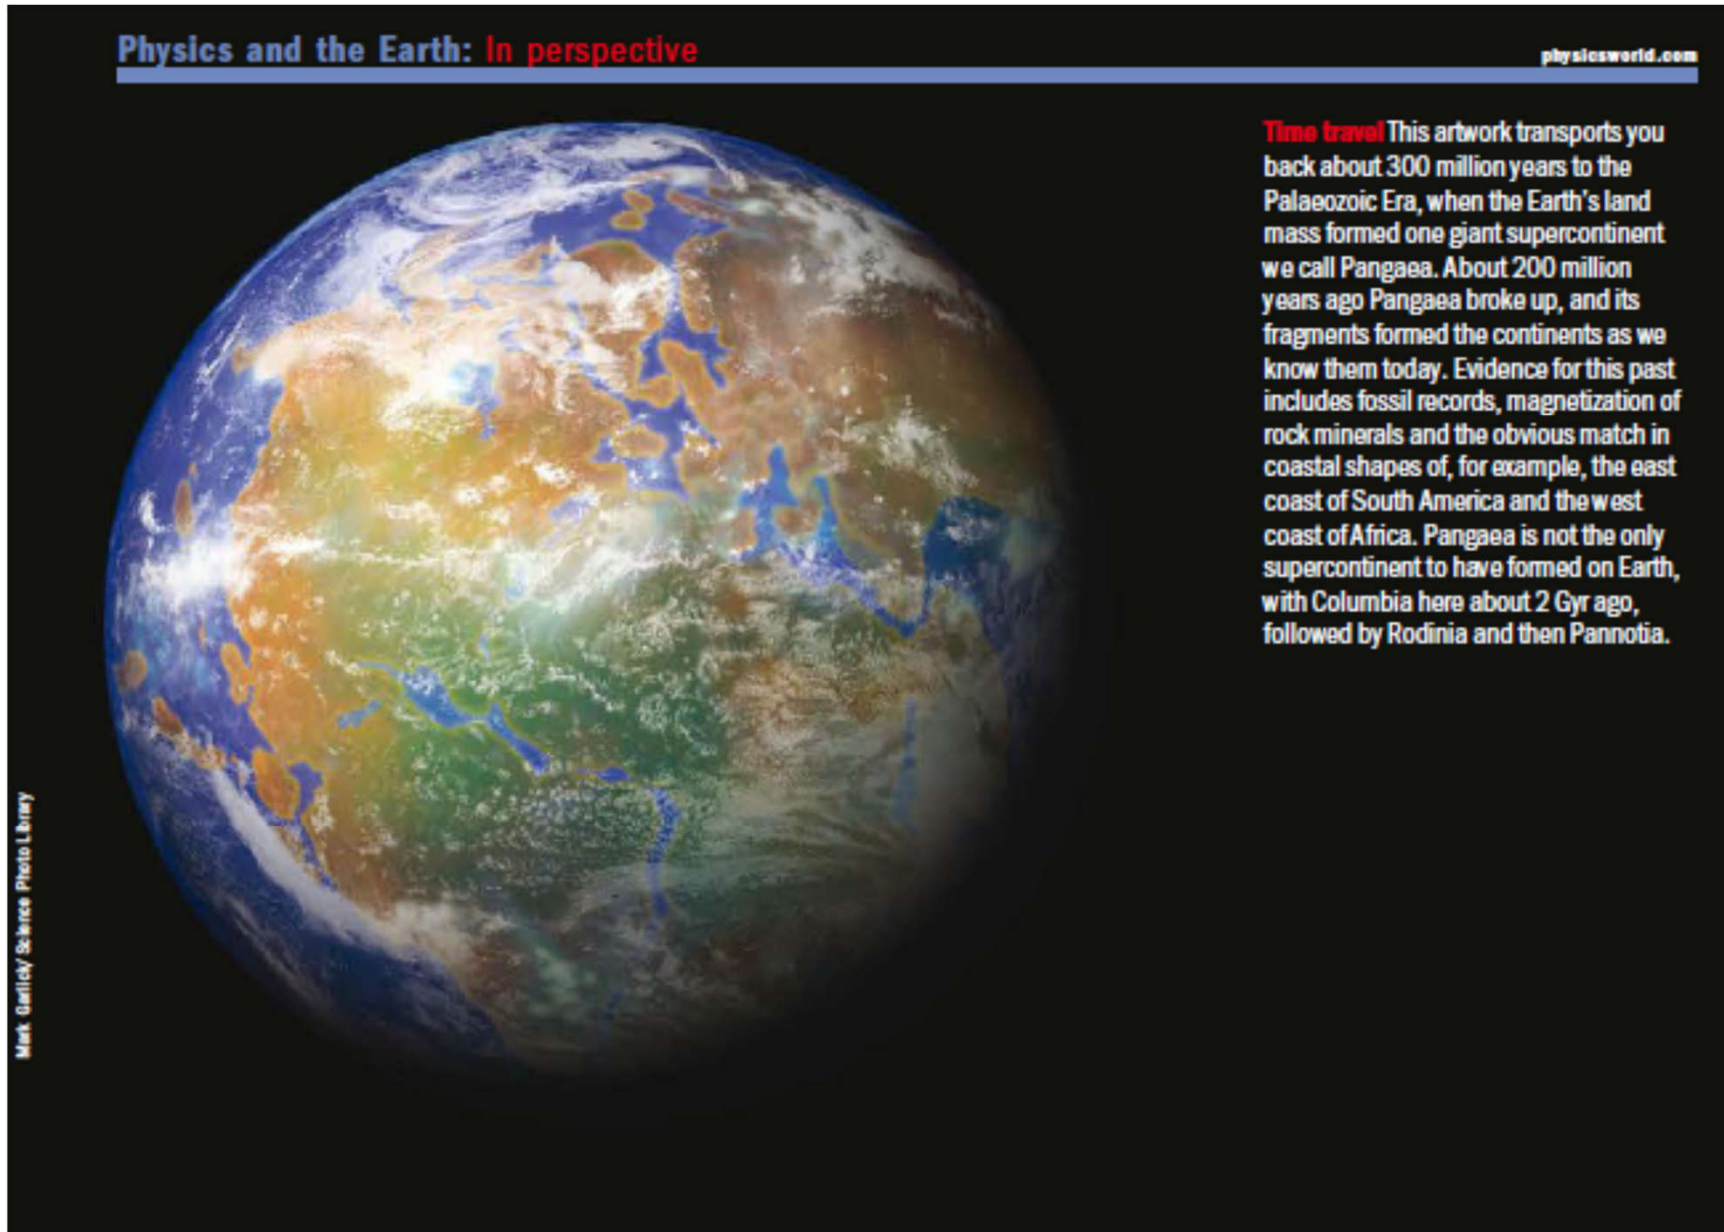 Physics and the Earth: In perspective
physicsworld.com
Time travel This artwork transports you
back about 300 million years to the
Palaeozoic Era, when the Earth's land
mass formed one giant supercontinent
we call Pangaea. About 200 million
years ago Pangaea broke up, and its
fragments formed the continents as we
know them today. Evidence for this past
includes fossil records, magnetization of
rock minerals and the obvious match in
coastal shapes of, for example, the east
coast of South America and the west
coast of Africa. Pangaea is not the only
supercontinent to have formed on Earth,
with Columbia here about 2 Gyr ago,
followed by Rodinia and then Pannotia.
Mark Garlick/Science Photo Library